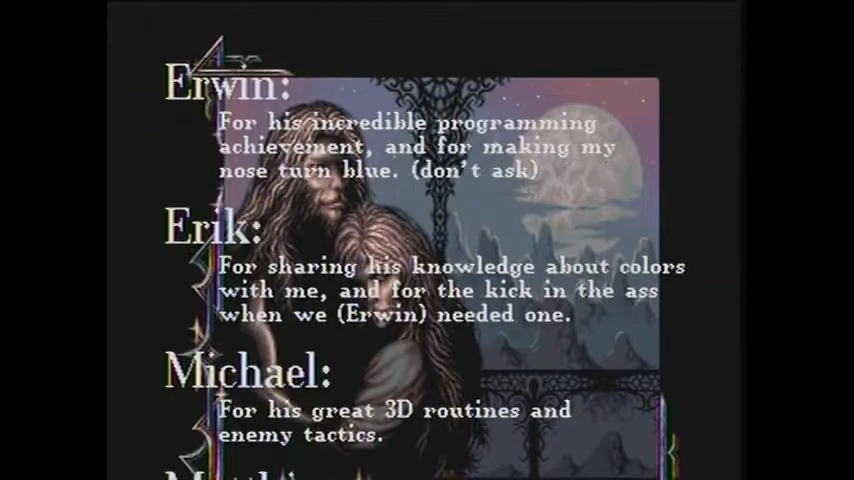 Erwin:
For his incredible programming
achievement, and for making my
nose turn blue. (don't ask)
Erik:
For sharing his knowledge about colors
with me, and for the kick in the ass
when we (Erwin) needed one.
Michael:
For his great 3D routines and
enemy tactics.